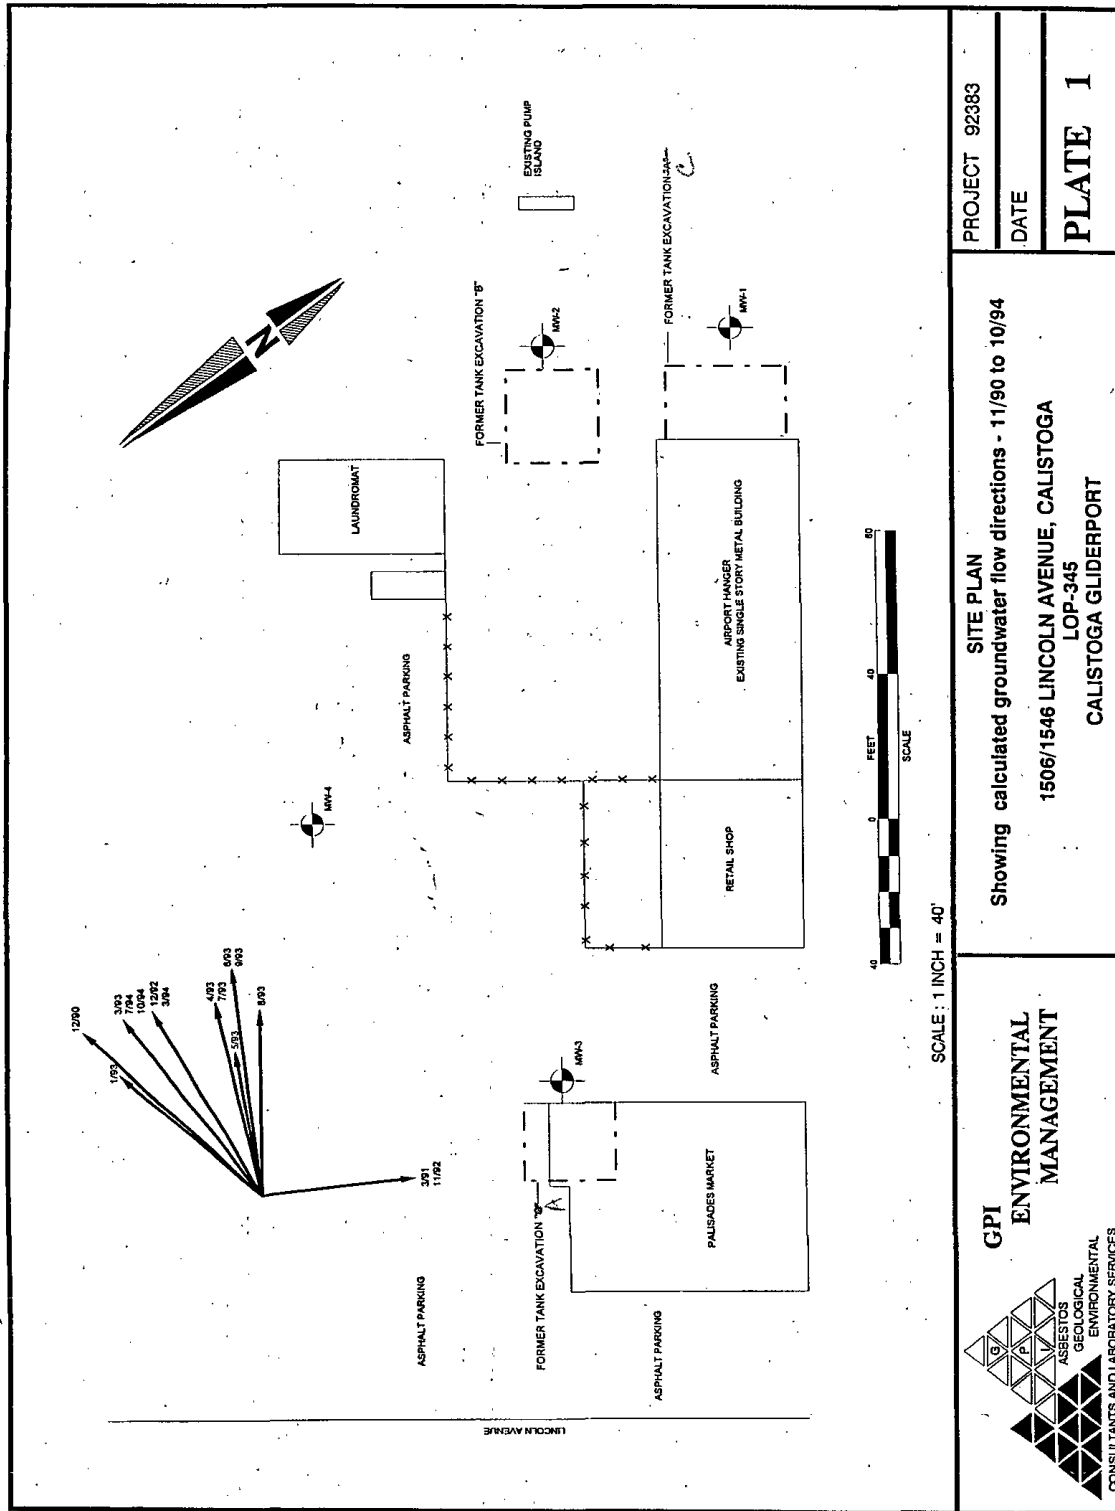 12/90
1/93
3/93
7/94
10/94
12/92
3/94
4/93
7/93
5/93
6/93
9/93
8/93
3/91
11/92
N
MW-4
LAUNDROMAT
ASPHALT PARKING
EXISTING PUMP
ISLAND
FORMER TANK EXCAVATION "B"
MW-2
FORMER TANK EXCAVATION "A"
C
MW-1
AIRPORT HANGER
EXISTING SINGLE STORY METAL BUILDING
RETAIL SHOP
ASPHALT PARKING
MW-3
PALISADES MARKET
FORMER TANK EXCAVATION
A
ASPHALT PARKING
ASPHALT PARKING
LINCOLN AVENUE
40 0 40 80
FEET
SCALE
SCALE : 1 INCH = 40'
GPI
ENVIRONMENTAL
MANAGEMENT
G
P
I
ASBESTOS
GEOLOGICAL
ENVIRONMENTAL
CONSULTANTS AND LABORATORY SERVICES
SITE PLAN
Showing calculated groundwater flow directions - 11/90 to 10/94
1506/1546 LINCOLN AVENUE, CALISTOGA
LOP-345
CALISTOGA GLIDERPORT
PROJECT 92383
DATE
PLATE 1